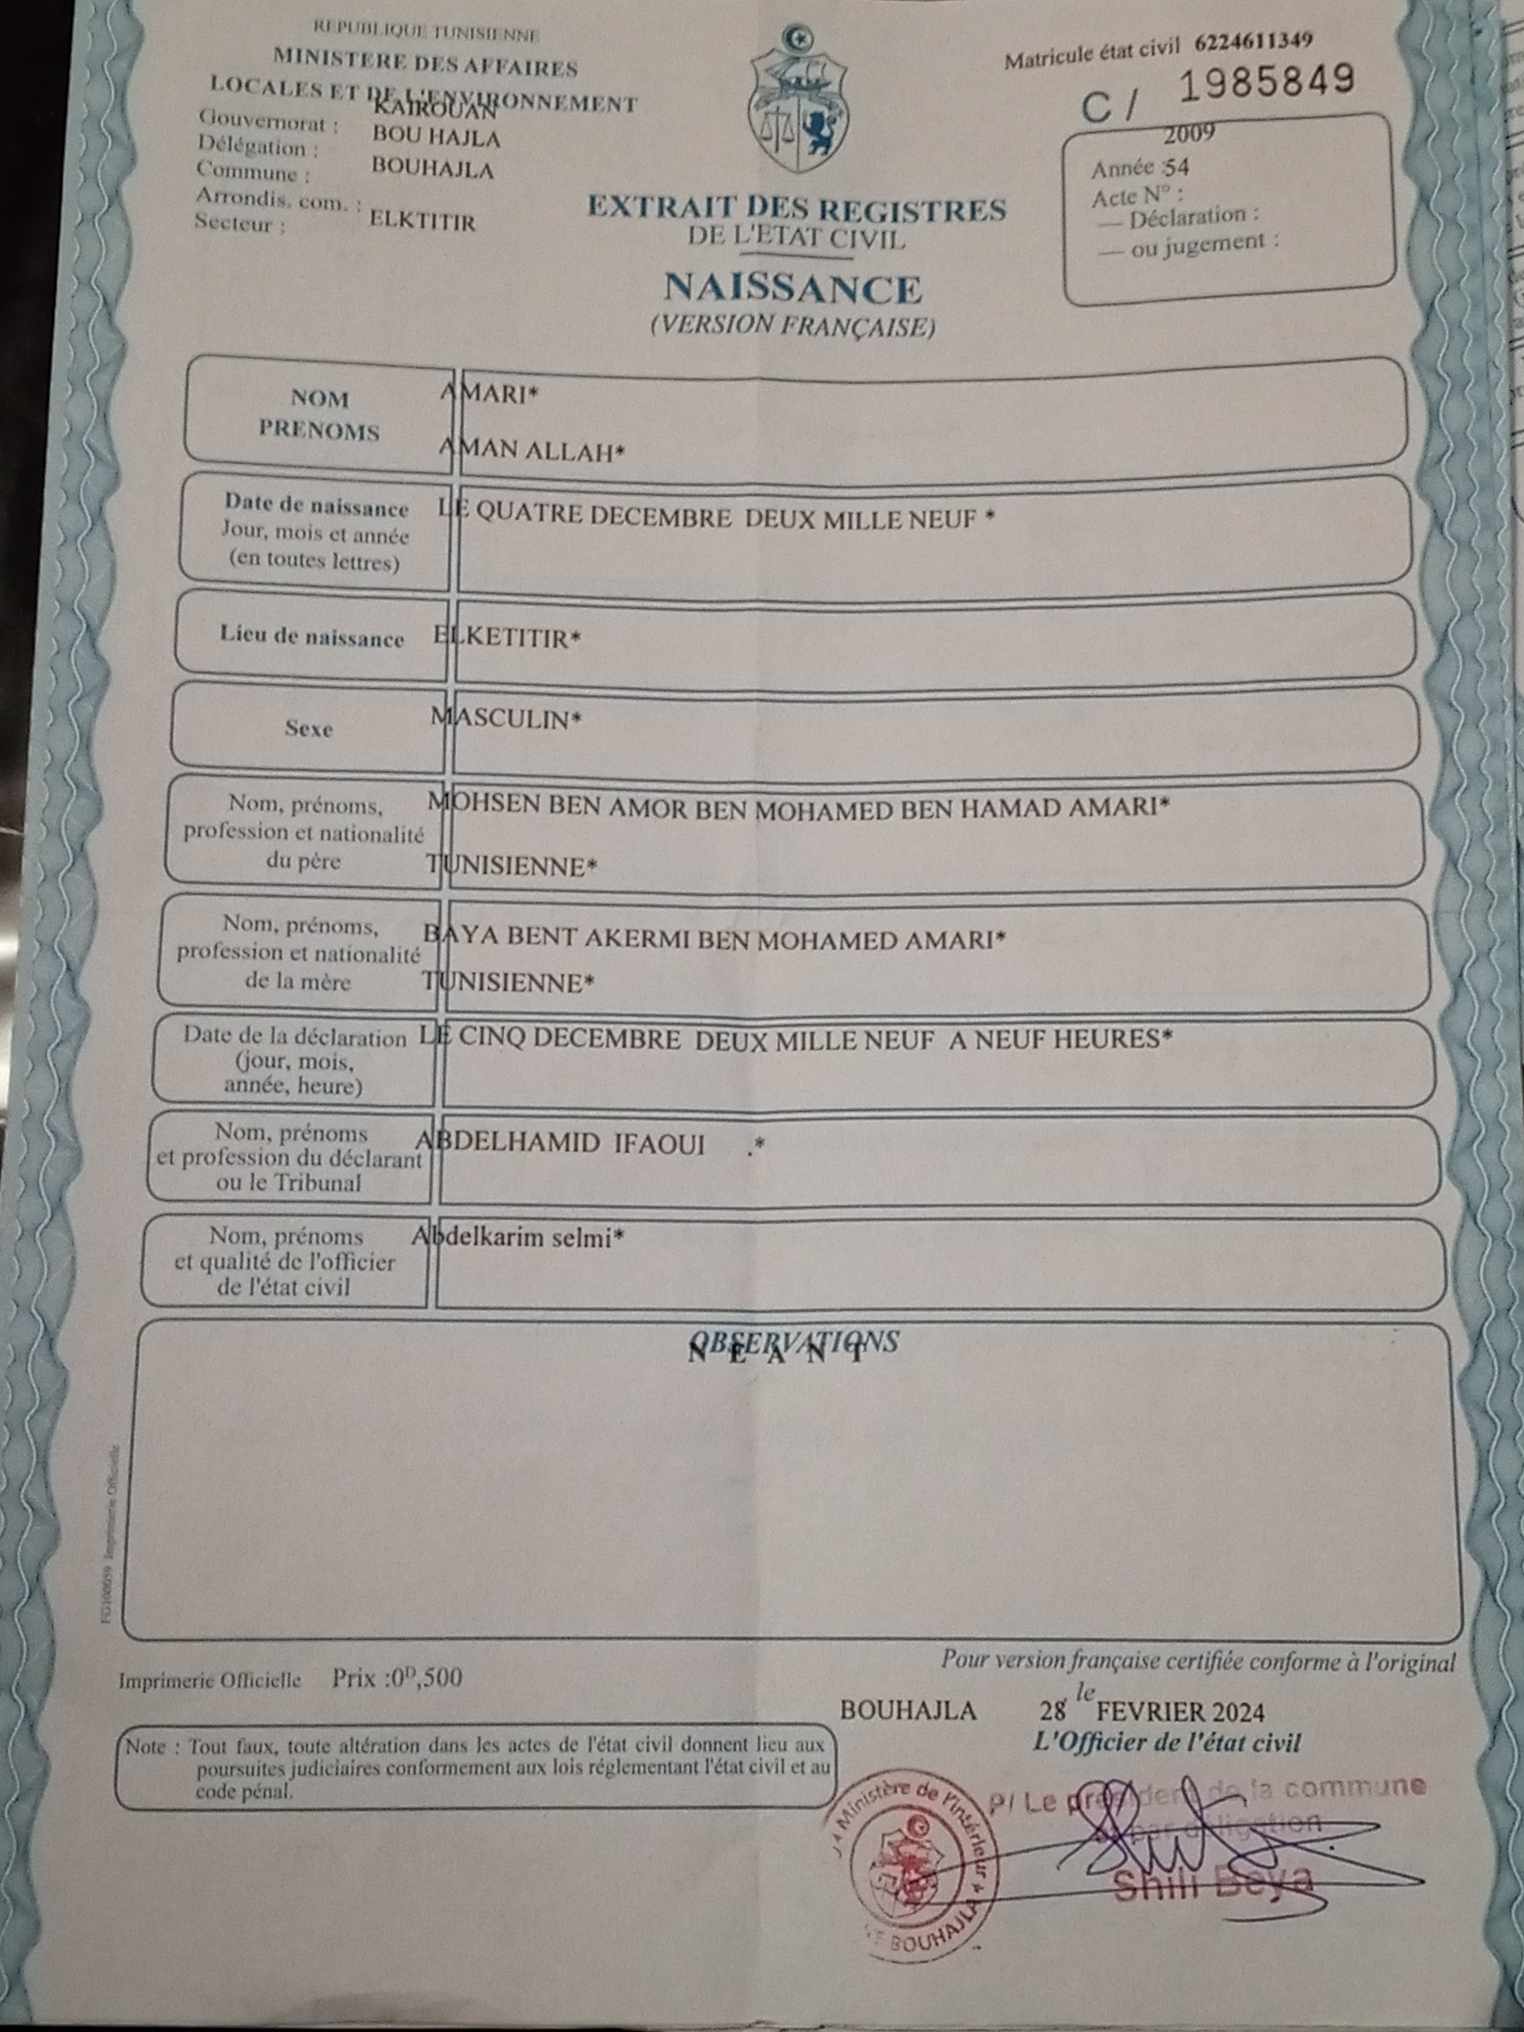 REPUBLIQUE TUNISIENNE
MINISTERE DES AFFAIRES
LOCALES ET DE L'ENVIRONNEMENT
Gouvernorat : KAIROUAN
Délégation : BOU HAJLA
Commune : BOUHAJLA
Arrondis. com. :
Secteur : ELKTITIR
Matricule état civil 6224611349
C / 1985849
2009
Année :54
Acte N° :
— Déclaration :
— ou jugement :
EXTRAIT DES REGISTRES
DE L'ETAT CIVIL
NAISSANCE
(VERSION FRANÇAISE)
NOM AMARI*
PRENOMS AMAN ALLAH*
Date de naissance LE QUATRE DECEMBRE DEUX MILLE NEUF *
Jour, mois et année
(en toutes lettres)
Lieu de naissance ELKETITIR*
Sexe MASCULIN*
Nom, prénoms, MOHSEN BEN AMOR BEN MOHAMED BEN HAMAD AMARI*
profession et nationalité
du père TUNISIENNE*
Nom, prénoms, BAYA BENT AKERMI BEN MOHAMED AMARI*
profession et nationalité
de la mère TUNISIENNE*
Date de la déclaration LE CINQ DECEMBRE DEUX MILLE NEUF A NEUF HEURES*
(jour, mois,
année, heure)
Nom, prénoms ABDELHAMID IFAOUI .*
et profession du déclarant
ou le Tribunal
Nom, prénoms Abdelkarim selmi*
et qualité de l'officier
de l'état civil
OBSERVATIONS
N E A N T
FG100059 Imprimerie Officielle
Imprimerie Officielle Prix :0D,500
Pour version française certifiée conforme à l'original
BOUHAJLA 28 le FEVRIER 2024
L'Officier de l'état civil
Note : Tout faux, toute altération dans les actes de l'état civil donnent lieu aux
poursuites judiciaires conformement aux lois réglementant l'état civil et au
code pénal.
P/ Le président de la commune
Shili Beya
Ministère de l'intérieur
BOUHAJLA